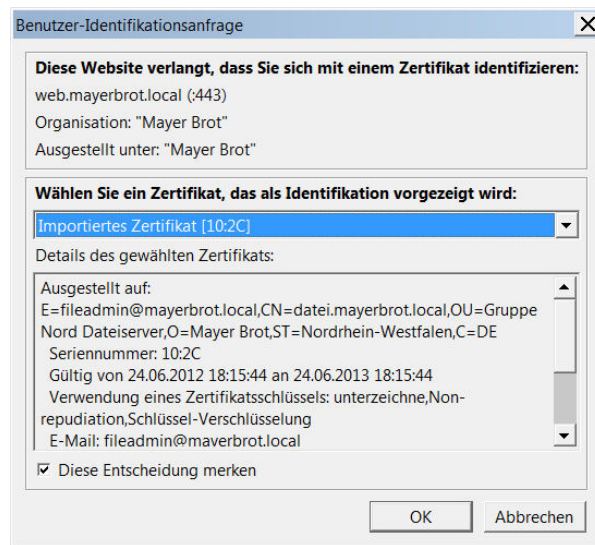 Benutzer-Identifikationsanfrage
Diese Website verlangt, dass Sie sich mit einem Zertifikat identifizieren:
web.mayerbrot.local (:443)
Organisation: "Mayer Brot"
Ausgestellt unter: "Mayer Brot"
Wählen Sie ein Zertifikat, das als Identifikation vorgezeigt wird:
Importiertes Zertifikat [10:2C]
Details des gewählten Zertifikats:
Ausgestellt auf:
E=fileadmin@mayerbrot.local,CN=datei.mayerbrot.local,OU=Gruppe
Nord Dateiserver,O=Mayer Brot,ST=Nordrhein-Westfalen,C=DE
Seriennummer: 10:2C
Gültig von 24.06.2012 18:15:44 an 24.06.2013 18:15:44
Verwendung eines Zertifikatsschlüssels: unterzeichne,Non-
repudiation,Schlüssel-Verschlüsselung
E-Mail: fileadmin@mayerbrot.local
Diese Entscheidung merken
OK Abbrechen